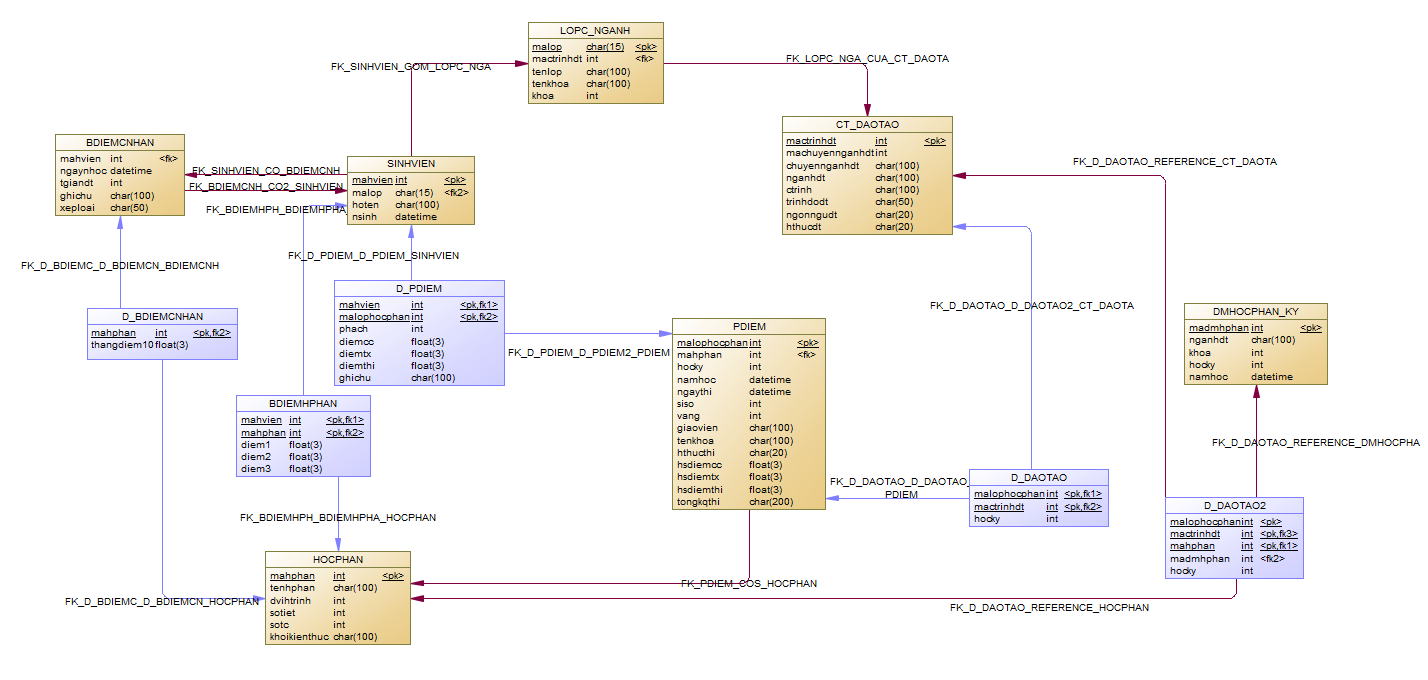 LOPC_NGANH
malop char(15) <pk>
mactrinhdt int <fk>
tenlop char(100)
tenkhoa char(100)
khoa int
FK_SINHVIEN_GOM_LOPC_NGA
FK_LOPC_NGA_CUA_CT_DAOTA
CT_DAOTAO
mactrinhdt int <pk>
machuyennganhdt int
chuyennganhdt char(100)
nganhdt char(100)
ctrinh char(100)
trinhdodt char(50)
ngonngudt char(20)
hthucdt char(20)
BDIEMCNHAN
mahvien int <fk>
ngaynhoc datetime
tgiandt int
ghichu char(100)
xeploai char(50)
FK_SINHVIEN_CO_BDIEMCNH
FK_BDIEMCNH_CO2_SINHVIEN
FK_BDIEMHPH_BDIEMHPHA_
SINHVIEN
mahvien int <pk>
malop char(15) <fk2>
hoten char(100)
nsinh datetime
FK_D_DAOTAO_REFERENCE_CT_DAOTA
FK_D_BDIEMC_D_BDIEMCN_BDIEMCNH
FK_D_PDIEM_D_PDIEM_SINHVIEN
D_PDIEM
mahvien int <pk,fk1>
malophocphan int <pk,fk2>
phach int
diemcc float(3)
diemtx float(3)
diemthi float(3)
ghichu char(100)
D_BDIEMCNHAN
mahphan int <pk,fk2>
thangdiem10 float(3)
FK_D_PDIEM_D_PDIEM2_PDIEM
FK_D_DAOTAO_D_DAOTAO2_CT_DAOTA
PDIEM
malophocphan int <pk>
mahphan int <fk>
hocky int
namhoc datetime
ngaythi datetime
siso int
vang int
giaovien char(100)
tenkhoa char(100)
hthucthi char(20)
hsdiemcc float(3)
hsdiemtx float(3)
hsdiemthi float(3)
tongkqthi char(200)
DMHOCPHAN_KY
madmhphan int <pk>
nganhdt char(100)
khoa int
hocky int
namhoc datetime
BDIEMHPHAN
mahvien int <pk,fk1>
mahphan int <pk,fk2>
diem1 float(3)
diem2 float(3)
diem3 float(3)
FK_D_DAOTAO_REFERENCE_DMHOCPHA
FK_D_DAOTAO_D_DAOTAO_
PDIEM
D_DAOTAO
malophocphan int <pk,fk1>
mactrinhdt int <pk,fk2>
hocky int
D_DAOTAO2
malophocphan int <pk>
mactrinhdt int <pk,fk3>
mahphan int <pk,fk1>
madmhphan int <fk2>
hocky int
FK_BDIEMHPH_BDIEMHPHA_HOCPHAN
HOCPHAN
mahphan int <pk>
tenhphan char(100)
dvihtrinh int
sotiet int
sotc int
khoikienthuc char(100)
FK_PDIEM_COS_HOCPHAN
FK_D_BDIEMC_D_BDIEMCN_HOCPHAN
FK_D_DAOTAO_REFERENCE_HOCPHAN